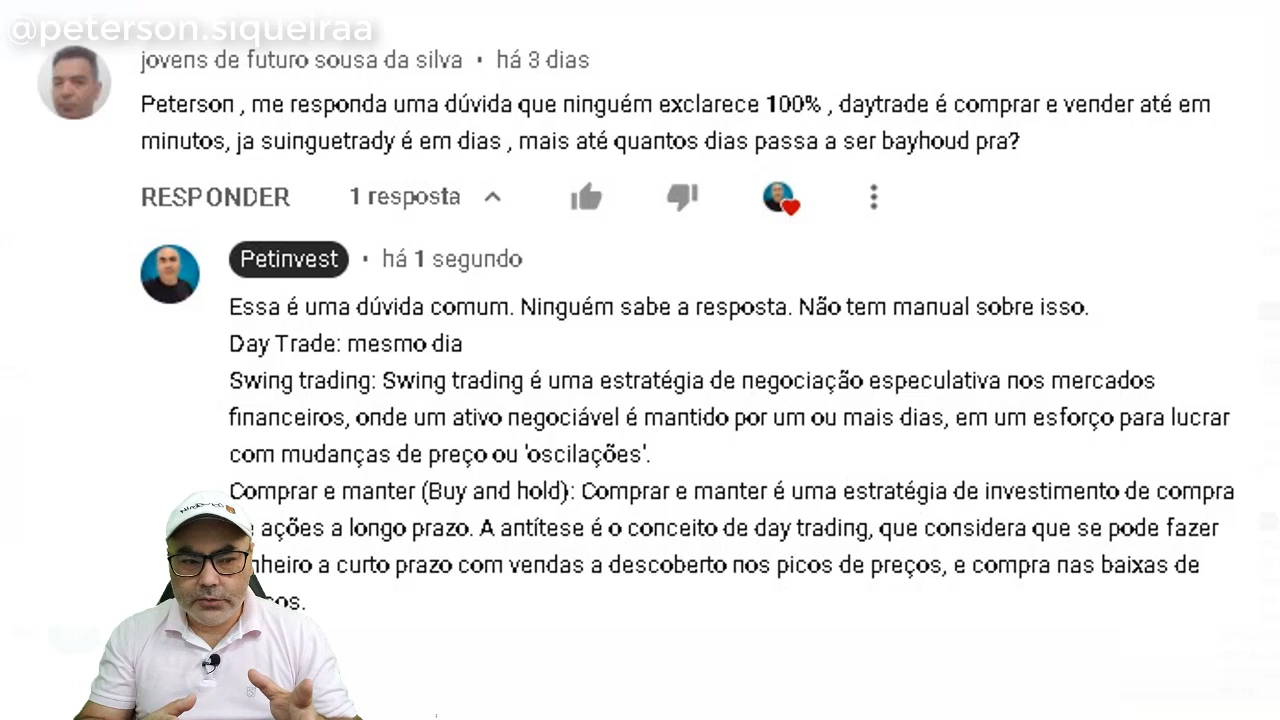 @peterson.siqueiraa
jovens de futuro sousa da silva • há 3 dias
Peterson , me responda uma dúvida que ninguém exclarece 100% , daytrade é comprar e vender até em
minutos, ja suinguetrady é em dias , mais até quantos dias passa a ser bayhoud pra?
RESPONDER 1 resposta
Petinvest • há 1 segundo
Essa é uma dúvida comum. Ninguém sabe a resposta. Não tem manual sobre isso.
Day Trade: mesmo dia
Swing trading: Swing trading é uma estratégia de negociação especulativa nos mercados
financeiros, onde um ativo negociável é mantido por um ou mais dias, em um esforço para lucrar
com mudanças de preço ou 'oscilações'.
Comprar e manter (Buy and hold): Comprar e manter é uma estratégia de investimento de compra
ações a longo prazo. A antítese é o conceito de day trading, que considera que se pode fazer
nheiro a curto prazo com vendas a descoberto nos picos de preços, e compra nas baixas de
ços.